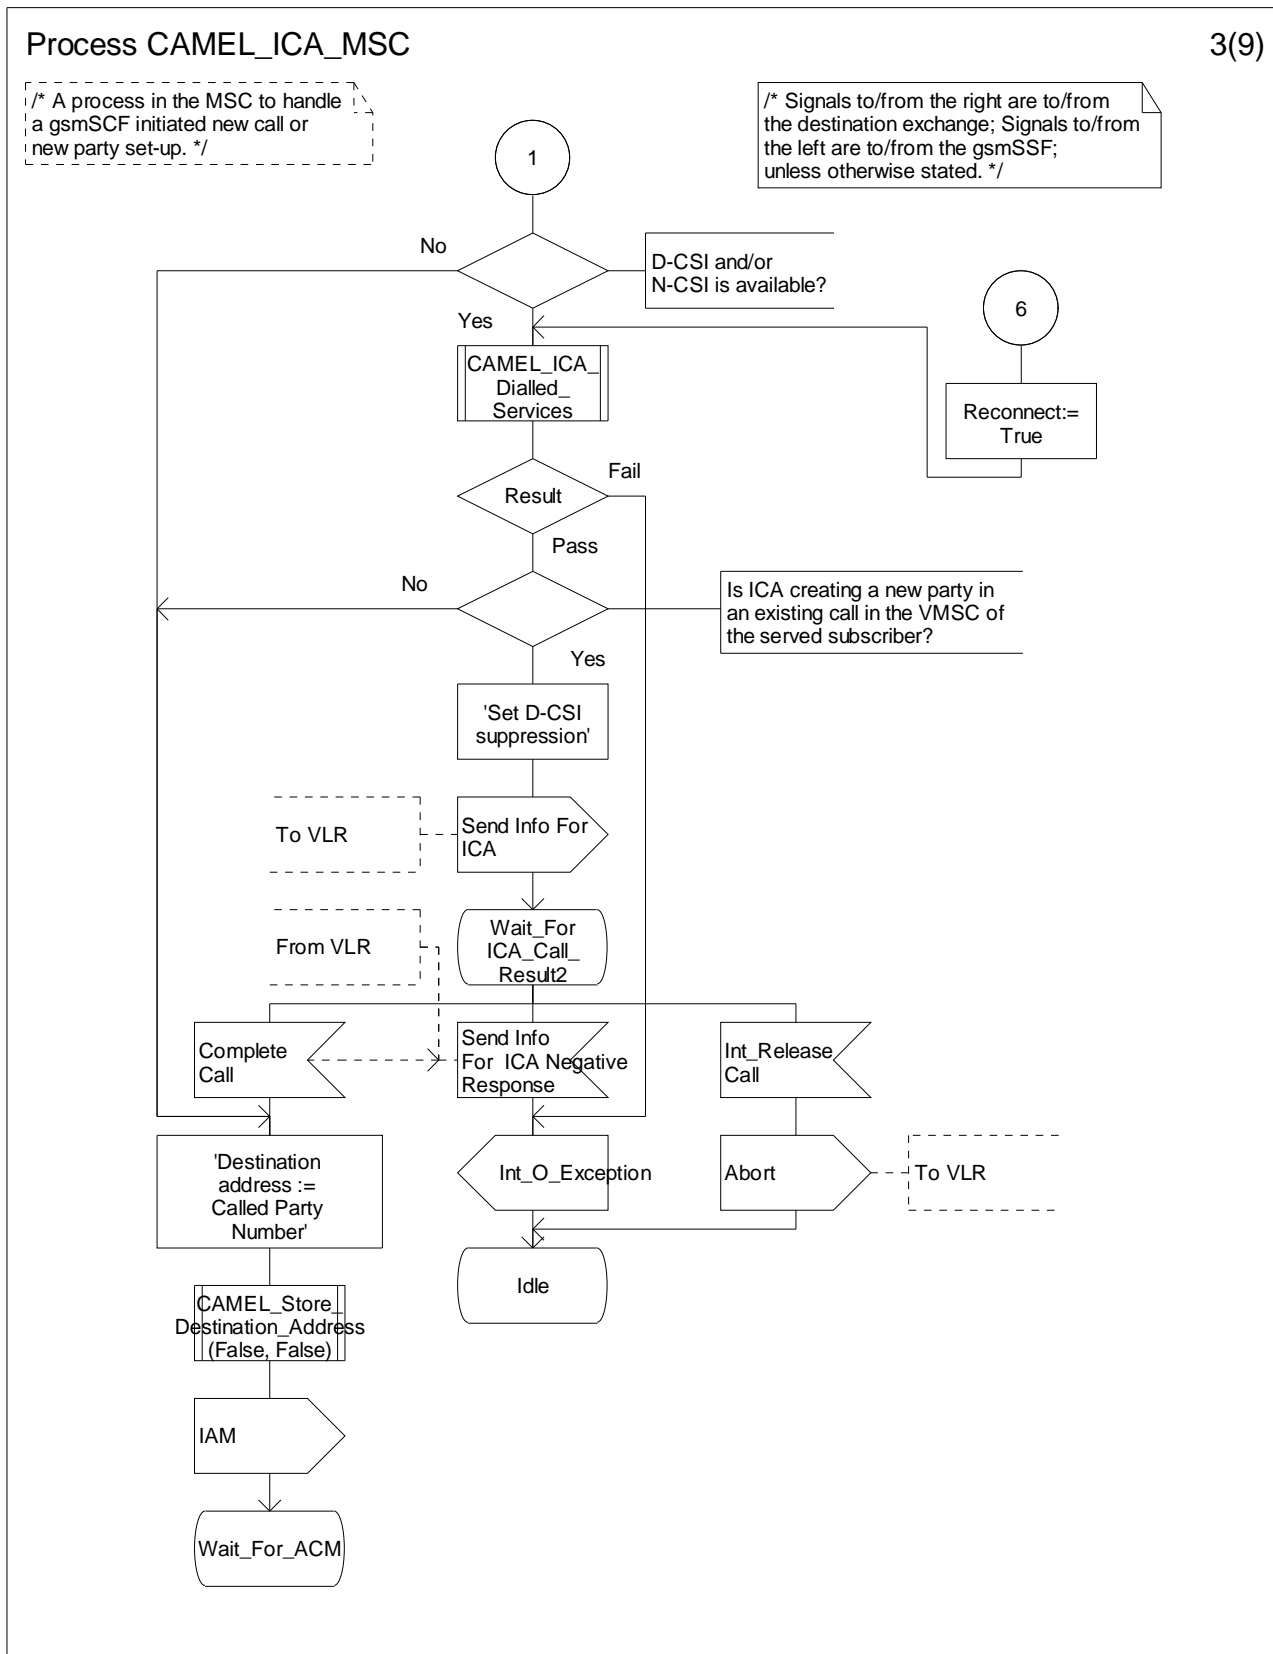 Process CAMEL_ICA_MSC
3(9)
/* A process in the MSC to handle
a gsmSCF initiated new call or
new party set-up. */
/* Signals to/from the right are to/from
the destination exchange; Signals to/from
the left are to/from the gsmSSF;
unless otherwise stated. */
1
No
D-CSI and/or
N-CSI is available?
6
Yes
CAMEL_ICA_
Dialled_
Services
Reconnect:=
True
Fail
Result
Pass
No
Is ICA creating a new party in
an existing call in the VMSC of
the served subscriber?
Yes
'Set D-CSI
suppression'
To VLR
Send Info For
ICA
From VLR
Wait_For
ICA_Call_
Result2
Complete
Call
Send Info
For ICA Negative
Response
Int_Release
Call
'Destination
address :=
Called Party
Number'
Int_O_Exception
Abort
To VLR
Idle
CAMEL_Store_
Destination_Address
(False, False)
IAM
Wait_For_ACM